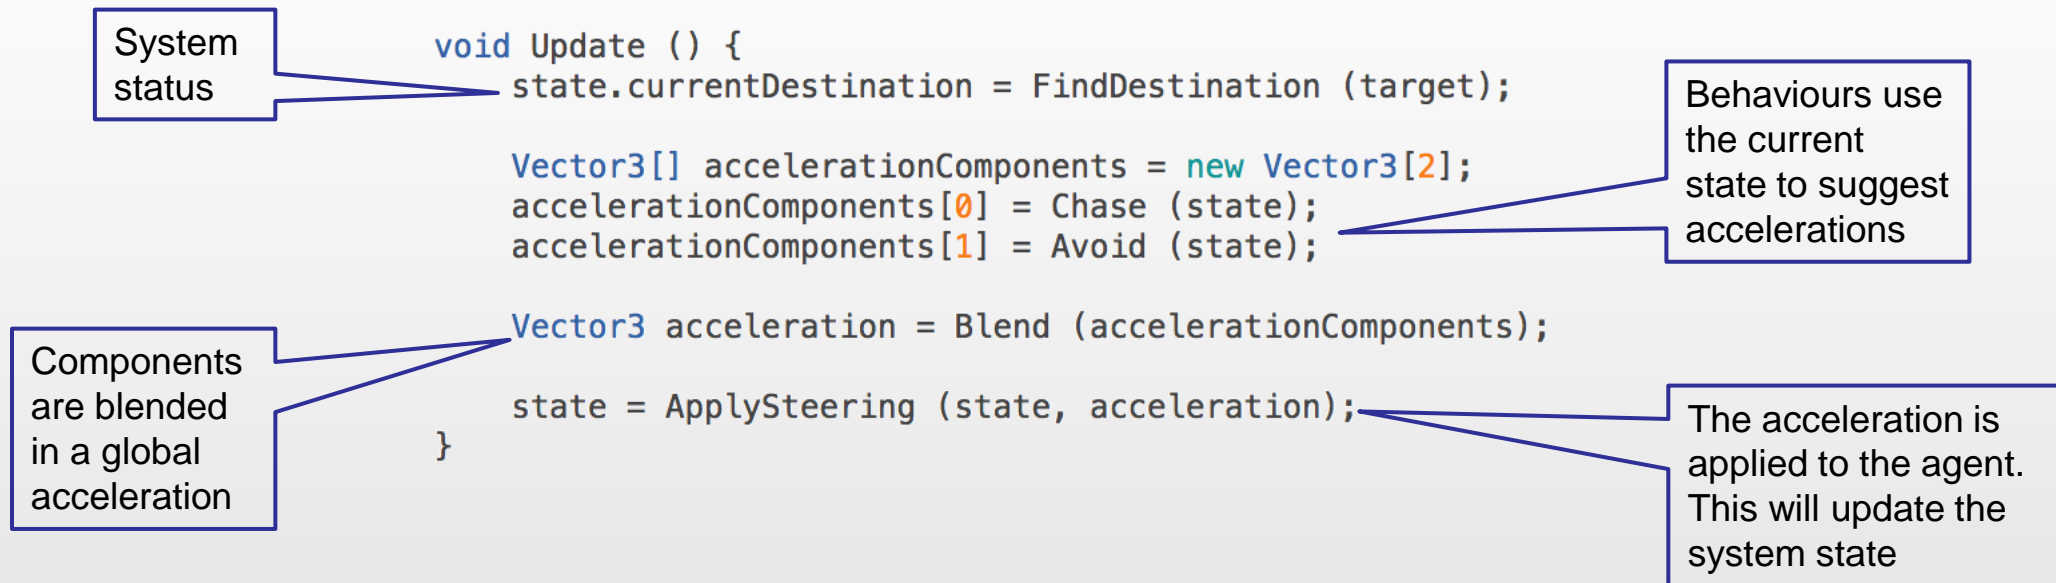 System
status
void Update () {
state.currentDestination = FindDestination (target);
Vector3[] accelerationComponents = new Vector3[2];
accelerationComponents[0] = Chase (state);
accelerationComponents[1] = Avoid (state);
Behaviours use
the current
state to suggest
accelerations
Vector3 acceleration = Blend (accelerationComponents);
Components
are blended
in a global
acceleration
state = ApplySteering (state, acceleration);
}
The acceleration is
applied to the agent.
This will update the
system state